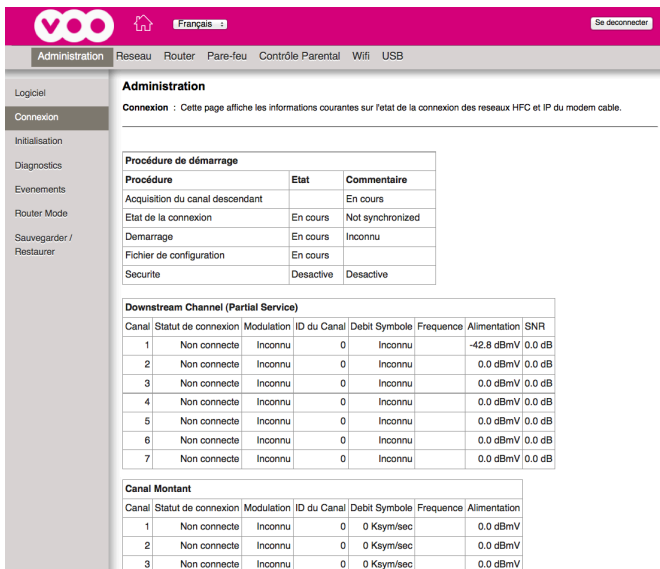 VOO
Français
Se deconnecter
Administration Reseau Router Pare-feu Contrôle Parental Wifi USB
Logiciel
Connexion
Initialisation
Diagnostics
Evenements
Router Mode
Sauvegarder /
Restaurer
Administration
Connexion : Cette page affiche les informations courantes sur l'etat de la connexion des reseaux HFC et IP du modem cable.
Procédure de démarrage
Procédure Etat Commentaire
Acquisition du canal descendant En cours
Etat de la connexion En cours Not synchronized
Demarrage En cours Inconnu
Fichier de configuration En cours
Securite Desactive Desactive
Downstream Channel (Partial Service)
Canal Statut de connexion Modulation ID du Canal Debit Symbole Frequence Alimentation SNR
1 Non connecte Inconnu 0 Inconnu -42.8 dBmV 0.0 dB
2 Non connecte Inconnu 0 Inconnu 0.0 dBmV 0.0 dB
3 Non connecte Inconnu 0 Inconnu 0.0 dBmV 0.0 dB
4 Non connecte Inconnu 0 Inconnu 0.0 dBmV 0.0 dB
5 Non connecte Inconnu 0 Inconnu 0.0 dBmV 0.0 dB
6 Non connecte Inconnu 0 Inconnu 0.0 dBmV 0.0 dB
7 Non connecte Inconnu 0 Inconnu 0.0 dBmV 0.0 dB
Canal Montant
Canal Statut de connexion Modulation ID du Canal Debit Symbole Frequence Alimentation
1 Non connecte Inconnu 0 0 Ksym/sec 0.0 dBmV
2 Non connecte Inconnu 0 0 Ksym/sec 0.0 dBmV
3 Non connecte Inconnu 0 0 Ksym/sec 0.0 dBmV